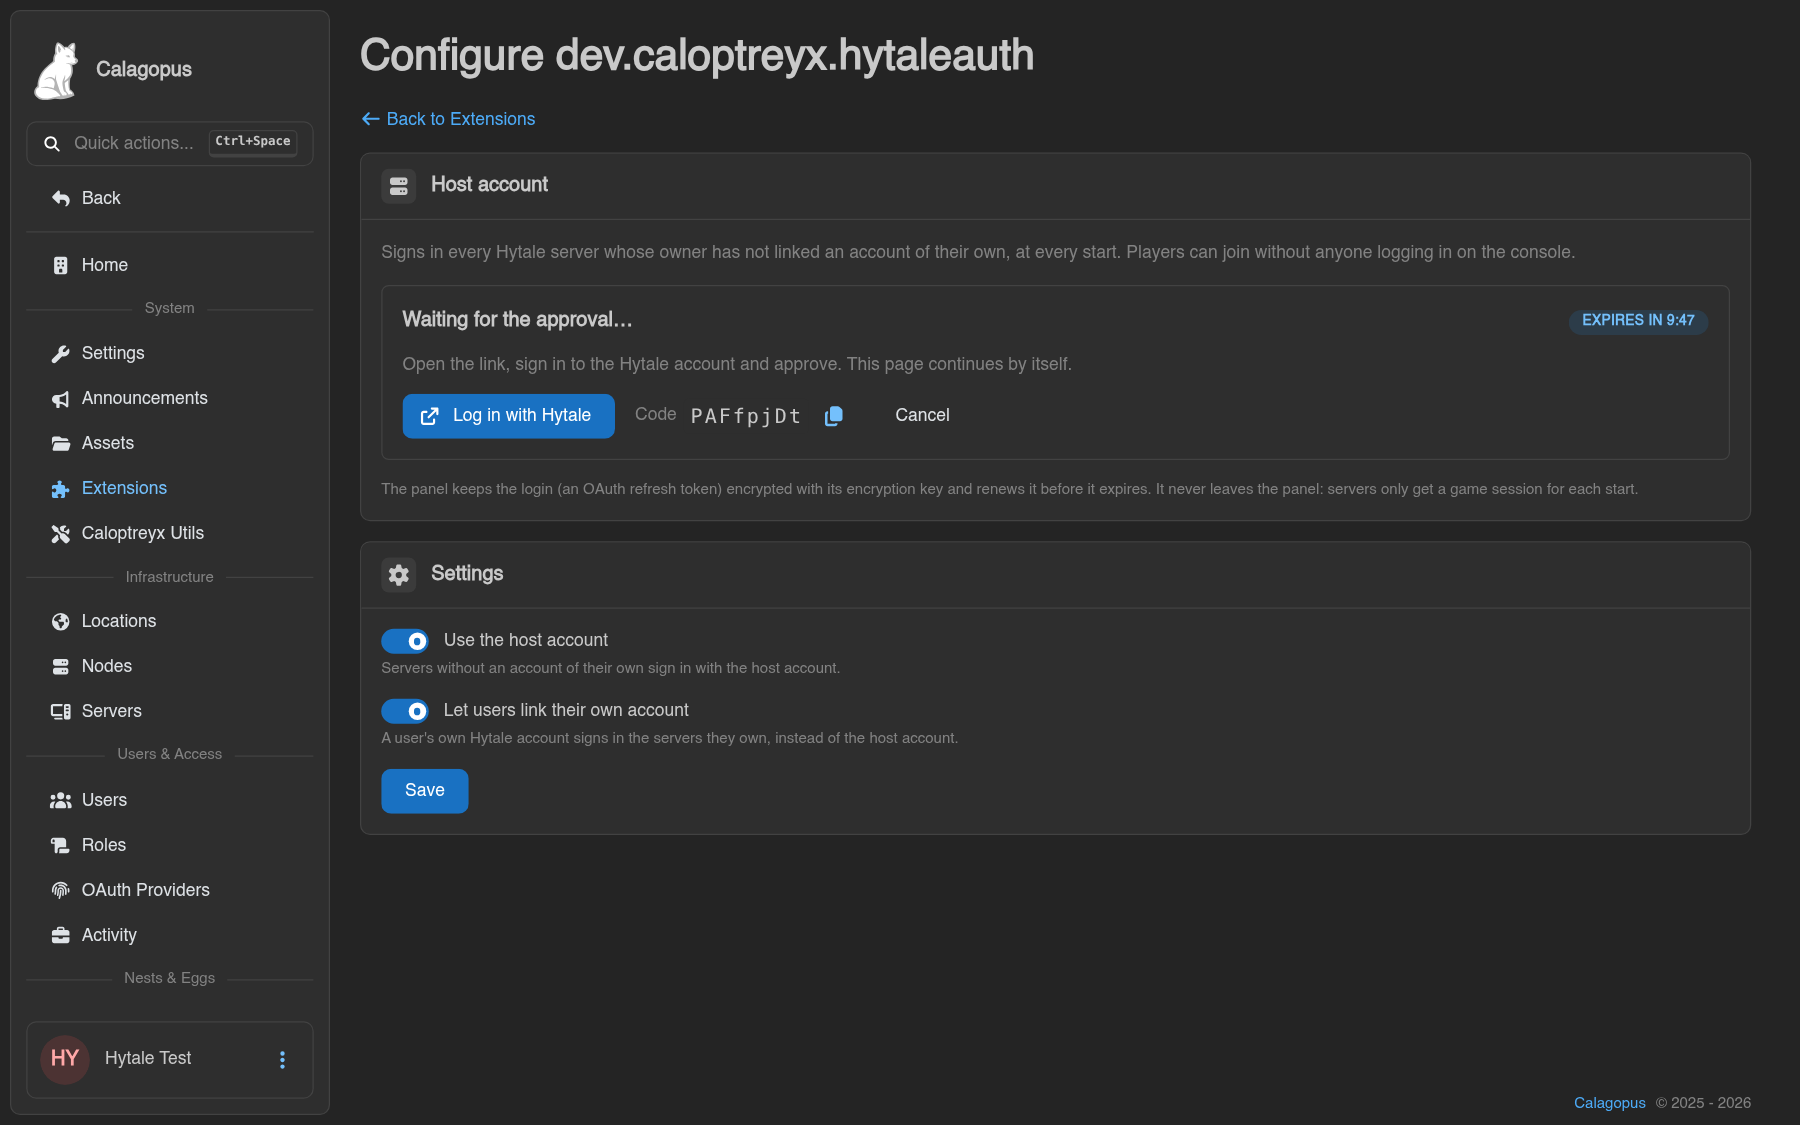 Calagopus
Quick actions... Ctrl+Space
Back
Home
System
Settings
Announcements
Assets
Extensions
Caloptreyx Utils
Infrastructure
Locations
Nodes
Servers
Users & Access
Users
Roles
OAuth Providers
Activity
Nests & Eggs
HY Hytale Test
Configure dev.caloptreyx.hytaleauth
Back to Extensions
Host account
Signs in every Hytale server whose owner has not linked an account of their own, at every start. Players can join without anyone logging in on the console.
Waiting for the approval... EXPIRES IN 9:47
Open the link, sign in to the Hytale account and approve. This page continues by itself.
Log in with Hytale Code PAFfpjDt Cancel
The panel keeps the login (an OAuth refresh token) encrypted with its encryption key and renews it before it expires. It never leaves the panel: servers only get a game session for each start.
Settings
Use the host account
Servers without an account of their own sign in with the host account.
Let users link their own account
A user's own Hytale account signs in the servers they own, instead of the host account.
Save
Calagopus © 2025 - 2026